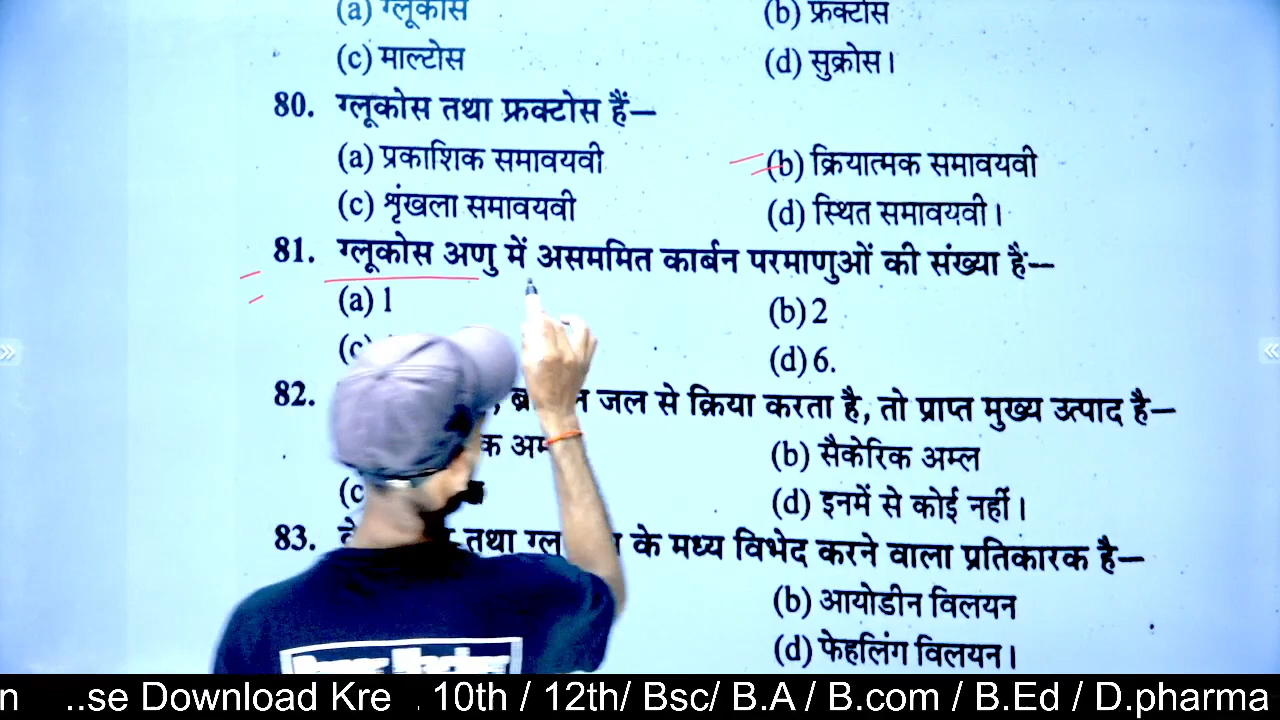 (a) ग्लूकोस (b) फ्रक्टोस
(c) माल्टोस (d) सुक्रोस।
80. ग्लूकोस तथा फ्रक्टोस हैं—
(a) प्रकाशिक समावयवी (b) क्रियात्मक समावयवी
(c) शृंखला समावयवी (d) स्थित समावयवी।
81. ग्लूकोस अणु में असममित कार्बन परमाणुओं की संख्या है:—
(a) 1 (b) 2
(c) (d) 6.
82. जल से क्रिया करता है, तो प्राप्त मुख्य उत्पाद है—
(b) सैकेरिक अम्ल
(d) इनमें से कोई नहीं।
83. तथा के मध्य विभेद करने वाला प्रतिकारक है—
(b) आयोडीन विलयन
(d) फेहलिंग विलयन।
n ..se Download Kre . 10th / 12th/ Bsc/ B.A / B.com / B.Ed / D.pharma